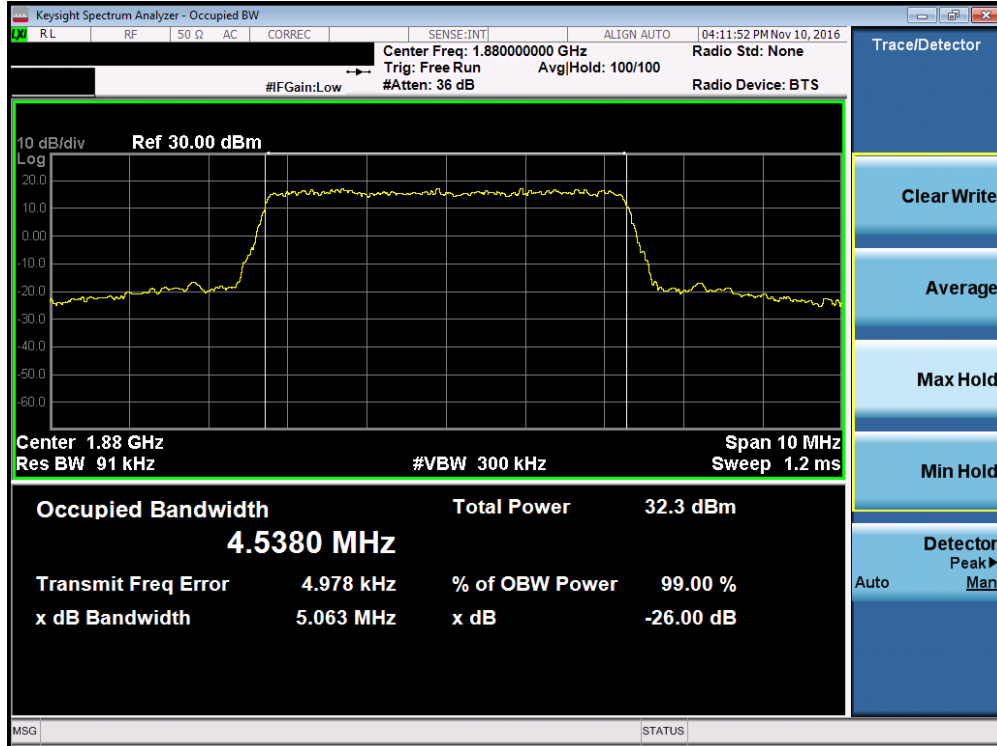 Keysight Spectrum Analyzer - Occupied BW
LXI RL RF 50 Ω AC CORREC SENSE:INT ALIGN AUTO 04:11:52 PM Nov 10, 2016
Center Freq: 1.880000000 GHz Radio Std: None
Trig: Free Run Avg|Hold: 100/100
#IFGain:Low #Atten: 36 dB Radio Device: BTS
Trace/Detector
10 dB/div Ref 30.00 dBm
Log
20.0
10.0
0.00
-10.0
-20.0
-30.0
-40.0
-50.0
-60.0
Center 1.88 GHz Span 10 MHz
Res BW 91 kHz #VBW 300 kHz Sweep 1.2 ms
Occupied Bandwidth Total Power 32.3 dBm
4.5380 MHz
Transmit Freq Error 4.978 kHz % of OBW Power 99.00 %
x dB Bandwidth 5.063 MHz x dB -26.00 dB
Clear Write
Average
Max Hold
Min Hold
Detector
Peak▶
Auto Man
MSG STATUS